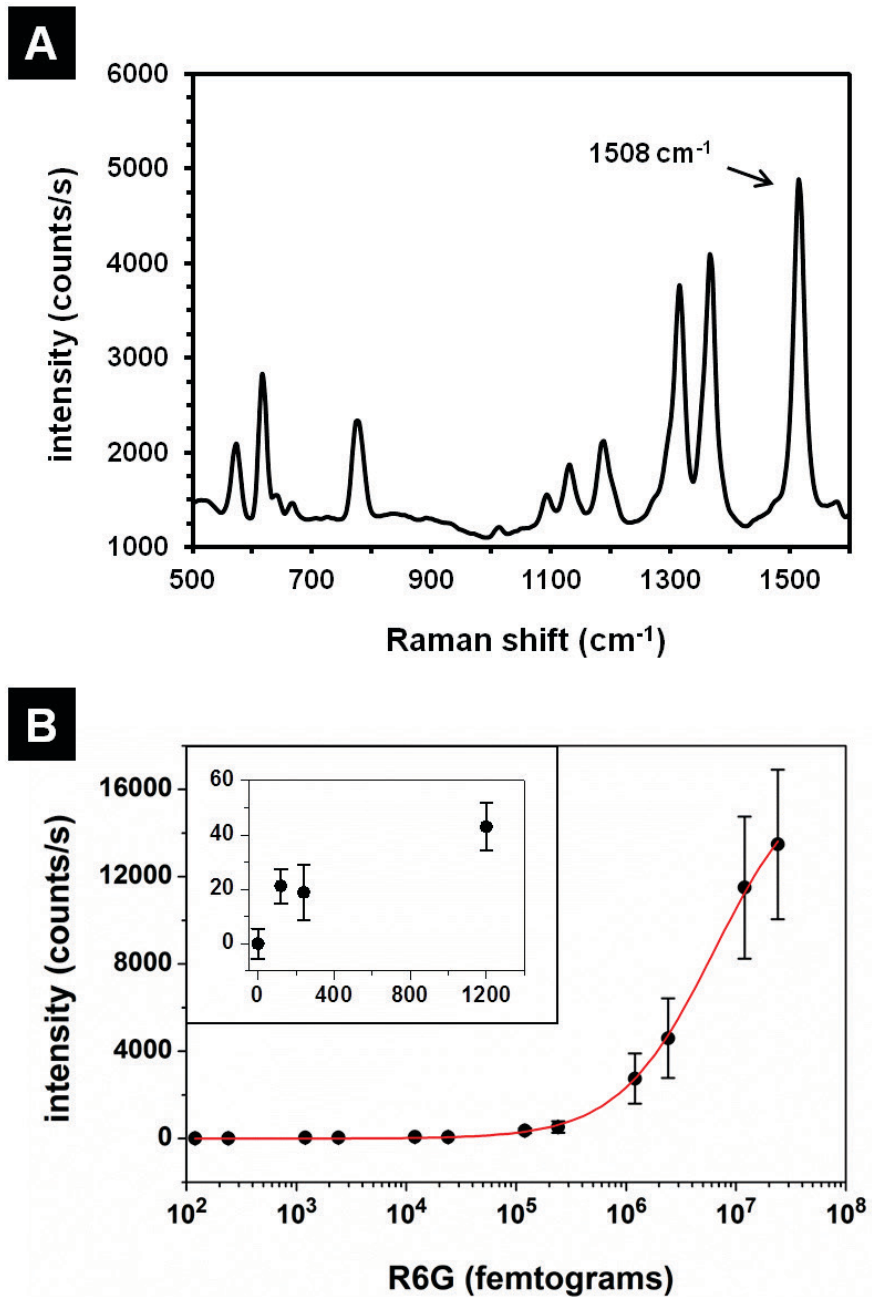 A
6000
5000
4000
3000
2000
1000
intensity (counts/s)
1508 cm⁻¹
500 700 900 1100 1300 1500
Raman shift (cm⁻¹)
B
16000
12000
8000
4000
0
intensity (counts/s)
60
40
20
0
0 400 800 1200
10² 10³ 10⁴ 10⁵ 10⁶ 10⁷ 10⁸
R6G (femtograms)